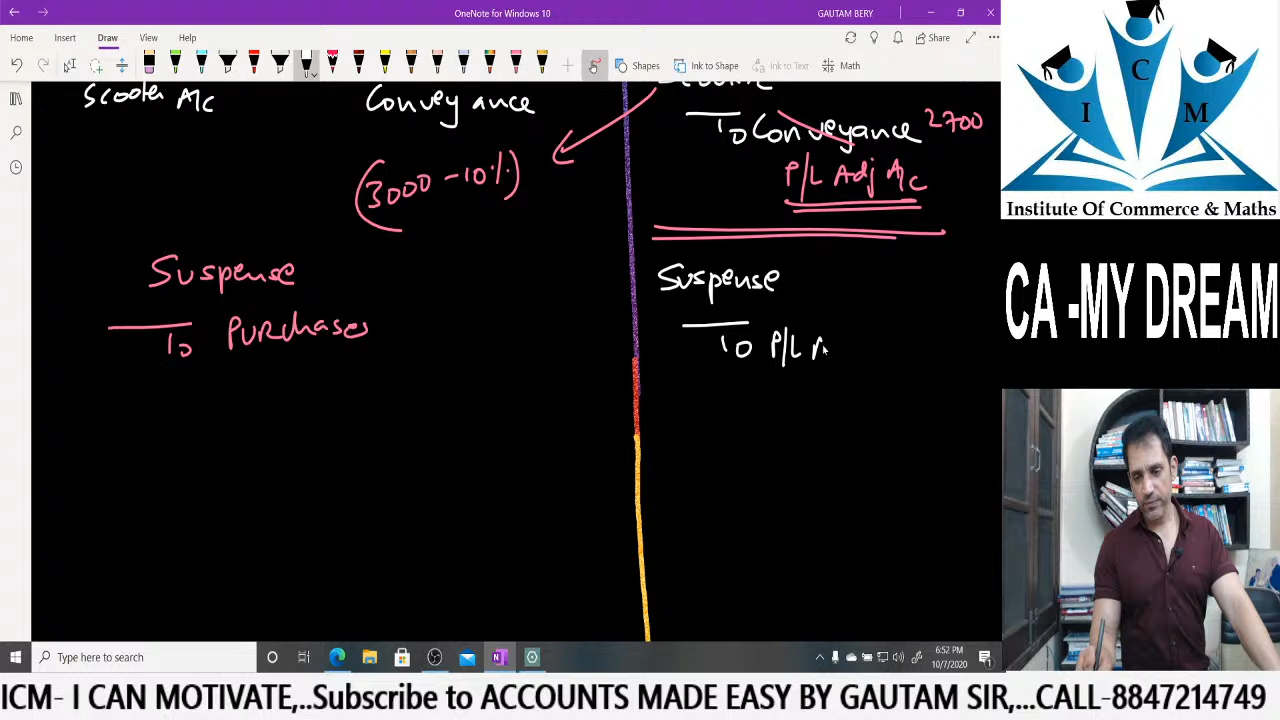 OneNote for Windows 10
GAUTAM BERY
Home Insert Draw View Help
Share
Shapes
Ink to Shape
Ink to Text
Math
Scooter A/c
Conveyance
(3000 - 10%)
To Conveyance 2700
P/L Adj A/c
Suspense
To Purchases
Suspense
To P/L
I C M
Institute Of Commerce & Maths
CA -MY DREAM
Type here to search
6:52 PM
10/7/2020
ICM- I CAN MOTIVATE,..Subscribe to ACCOUNTS MADE EASY BY GAUTAM SIR,...CALL-8847214749